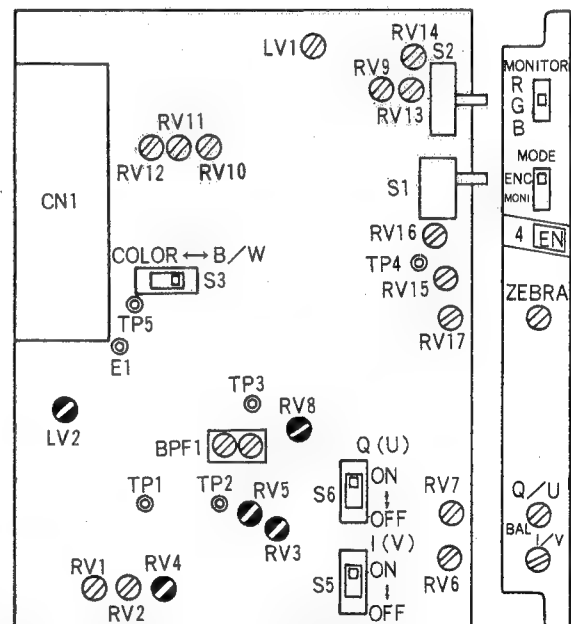 RV14
LV1
S2
RV9
RV13
MONITOR
R
G
B
RV11
RV12
RV10
MODE
ENC
MONI
CN1
S1
4 EN
RV16
COLOR ↔ B/W
S3
TP4
RV15
ZEBRA
TP5
RV17
E1
TP3
RV8
LV2
BPF1
Q (U)
ON
S6
OFF
TP1
TP2
RV5
RV3
RV7
Q/U
BAL
I/V
I (V)
ON
S5
OFF
RV6
RV1
RV4
RV2